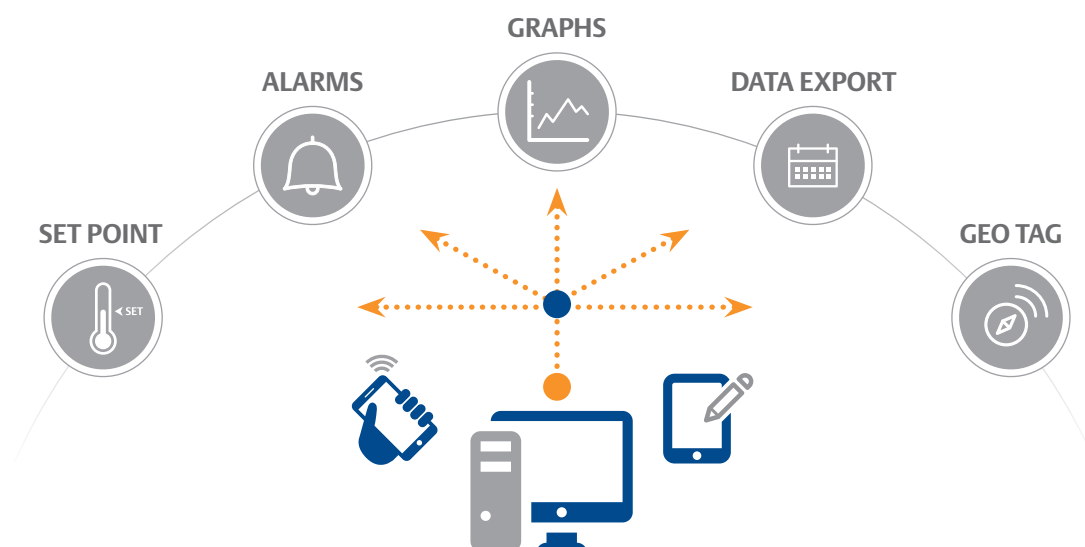 GRAPHS
ALARMS
DATA EXPORT
SET POINT
GEO TAG
SET